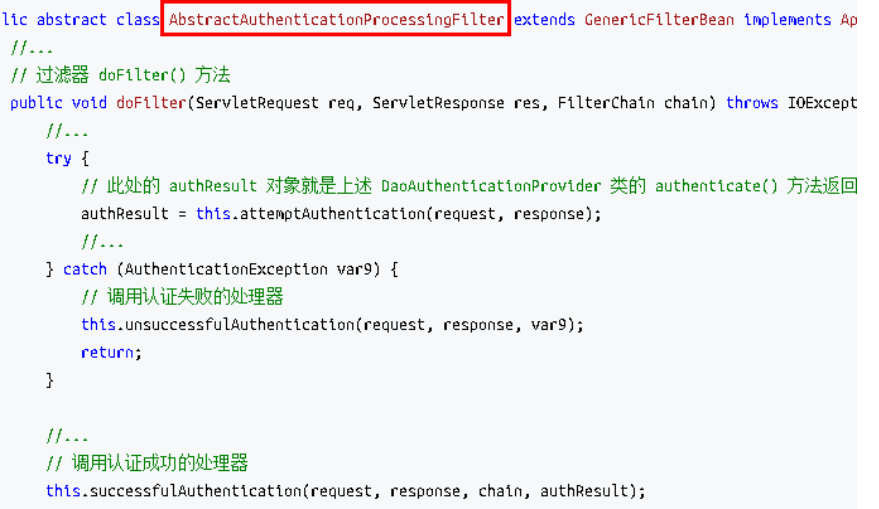 lic abstract class AbstractAuthenticationProcessingFilter extends GenericFilterBean implements Ap
//...
// 过滤器 doFilter() 方法
public void doFilter(ServletRequest req, ServletResponse res, FilterChain chain) throws IOExcept
//...
try {
// 此处的 authResult 对象就是上述 DaoAuthenticationProvider 类的 authenticate() 方法返回
authResult = this.attemptAuthentication(request, response);
//...
} catch (AuthenticationException var9) {
// 调用认证失败的处理器
this.unsuccessfulAuthentication(request, response, var9);
return;
}
//...
// 调用认证成功的处理器
this.successfulAuthentication(request, response, chain, authResult);